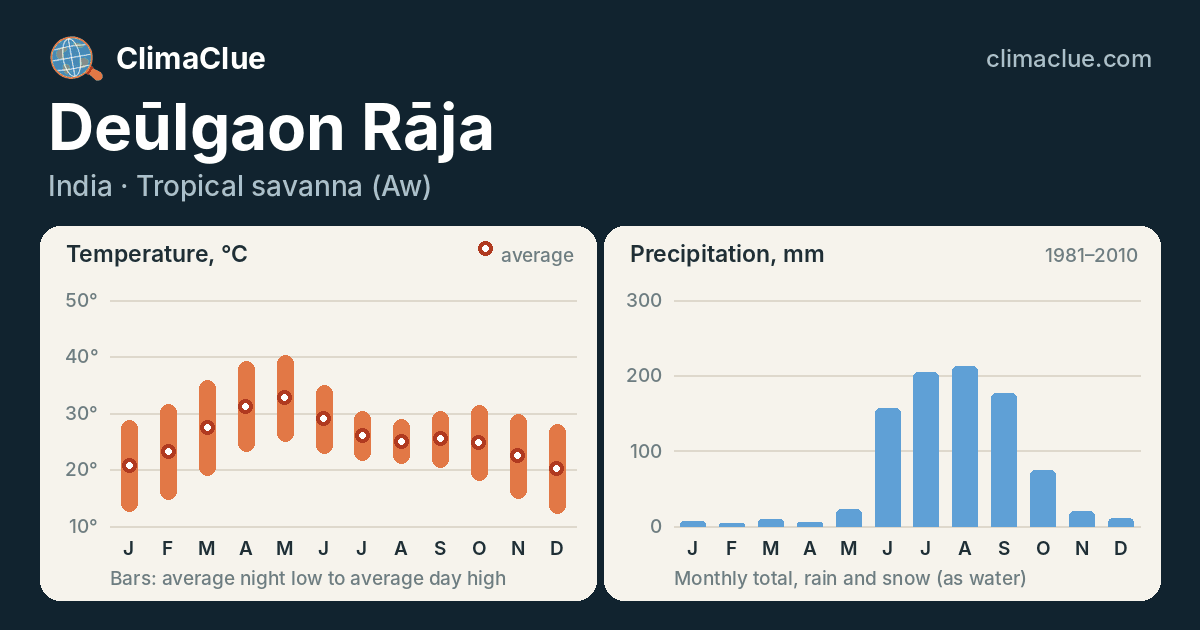 ClimaClue
climaclue.com
Deūlgaon Rāja
India · Tropical savanna (Aw)
Temperature, °C
average
50°
40°
30°
20°
10°
J F M A M J J A S O N D
Bars: average night low to average day high
Precipitation, mm
1981–2010
300
200
100
0
J F M A M J J A S O N D
Monthly total, rain and snow (as water)